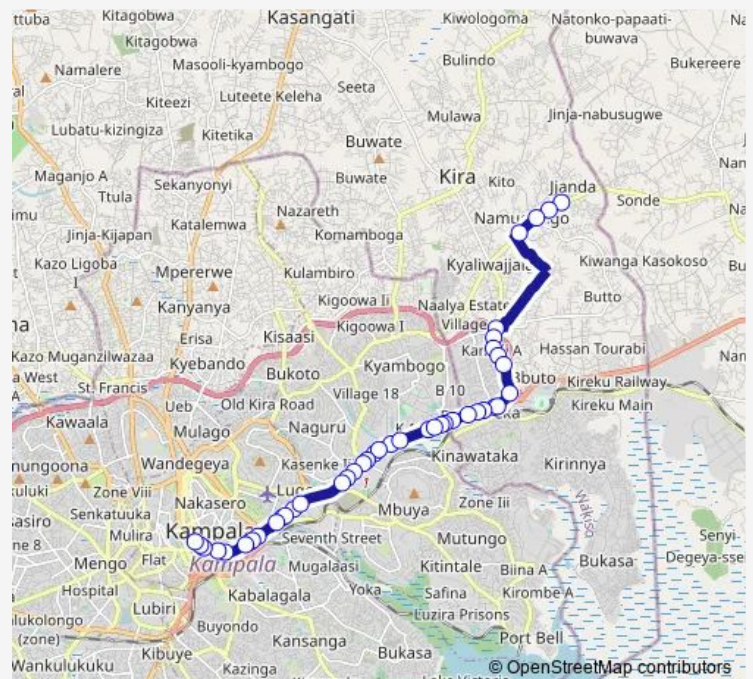 ttuba
Kitagobwa
Kasangati
Kiwologoma
Natonko-papaati-
buwava
Kitagobwa
Namalere
Masooli-kyambogo
Bulindo
Bukereere
Kiteezi
Luteete Keleha
Seeta
Mulawa
Jinja-nabusugwe
Lubatu-kizingiza
Kitetika
Buwate
Maganjo A
Kira
Kito
Jjanda
Ttula
Sekanyonyi
Buwate
Sonde
Nazareth
Jinja-Kijapan
Katalemwa
Komamboga
Kazo Ligoba
I
Mpererwe
Kulambiro
Kiwanga Kasokoso
Kanyanya
Kigoowa Ii
Naalya Estate
Butto
Kigoowa I
Village
Erisa
Kisaasi
Hassan Tourabi
Kazo Muganzilwazaa
Kyebando
Kyambogo
St. Francis
Bukoto
Village 18
B 10
Kireku Railway
Ueb
Old Kira Road
Kireku Main
Kawaala
Mulago
Naguru
Wandegeya
Kinawataka
Kirinnya
Zone Viii
Nakasero
Mbuya
Zone Iii
Wakiso
Senkatuuka
Mulira
Kampala
Seventh Street
Mutungo
Senyi-
Degeya-sse
Mengo
Flat
Kampala
Mugalaasi
Kitintale
Biina A
Bukasa
Hospital
Kabalagala
Yoka
Safina
Kirombe A
Lubiri
Luzira Prisons
(zone)
Buyondo
Kansanga
Port Bell
Kibuye
Bukasa
Wankulukuku
Kazinga
© OpenStreetMap contributors